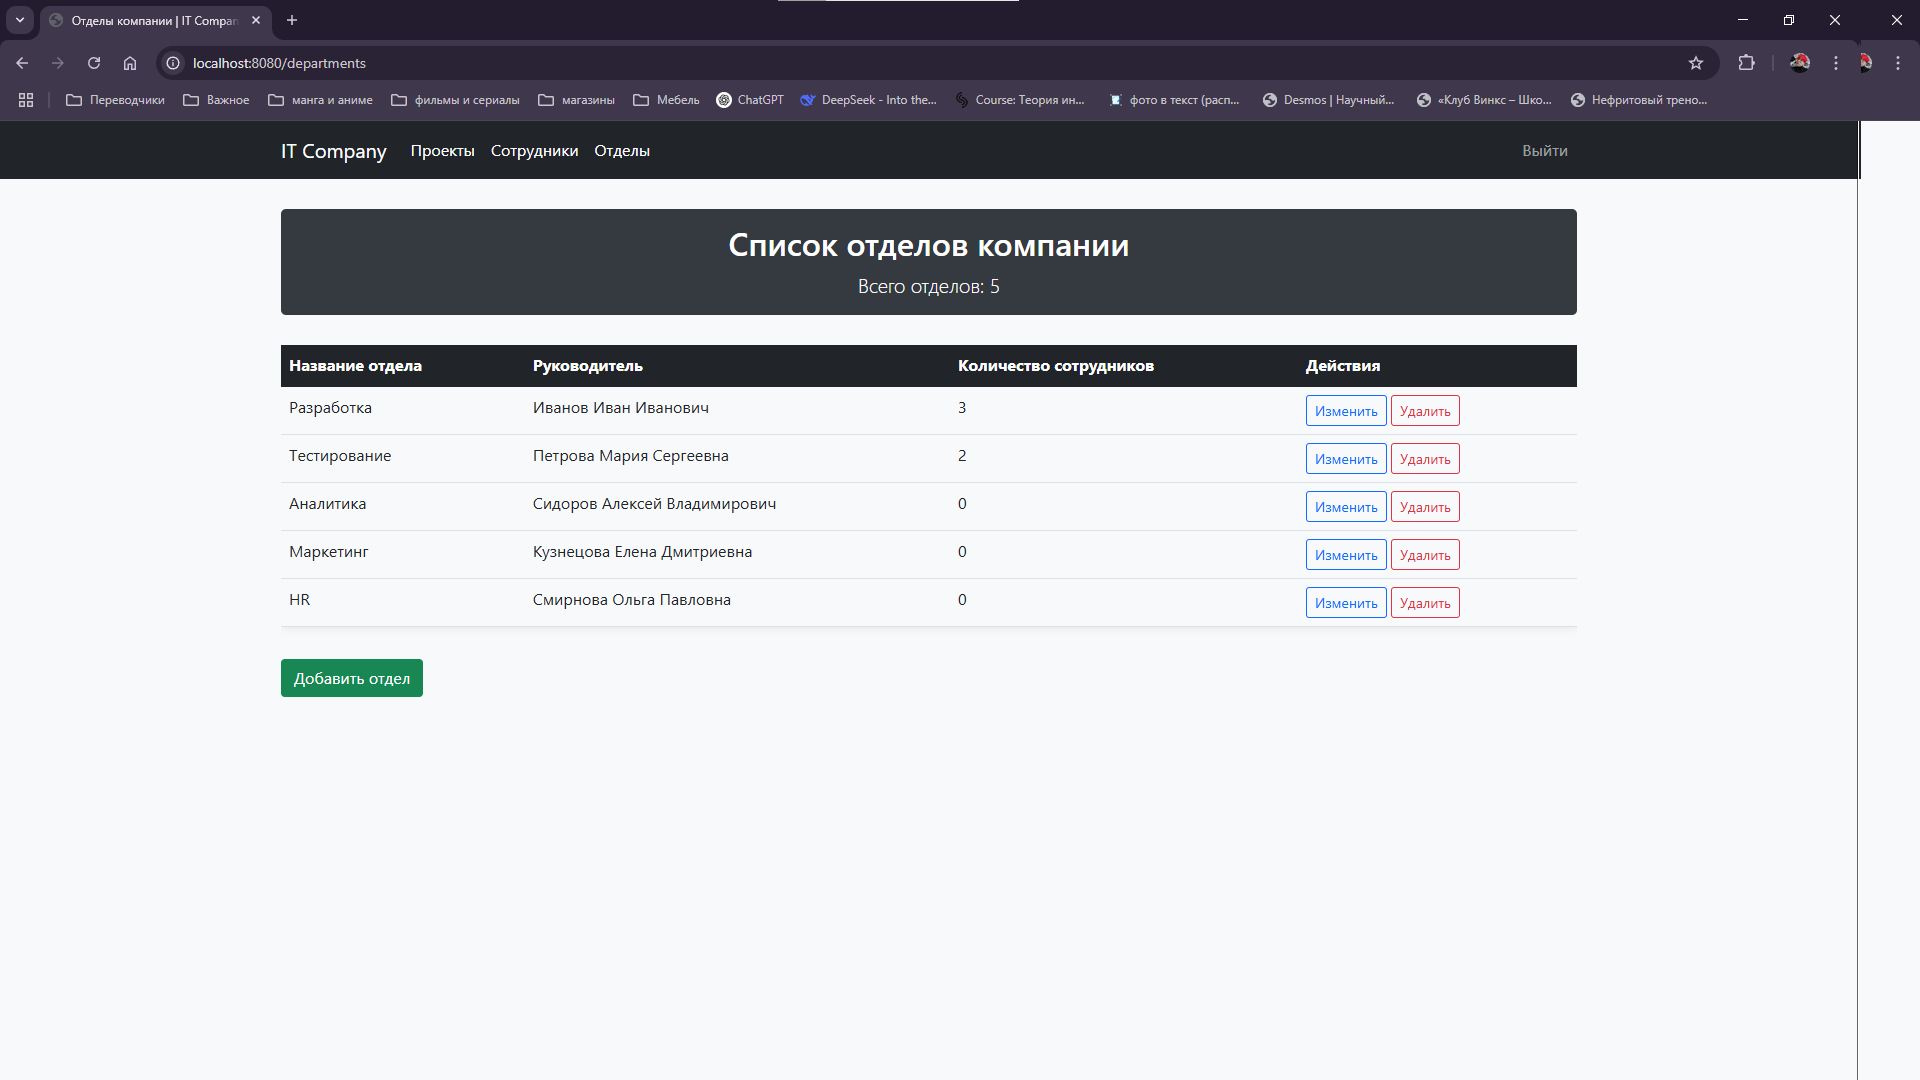 Отделы компании | IT Compan
localhost:8080/departments
Переводчики Важное манга и аниме фильмы и сериалы магазины Мебель ChatGPT DeepSeek - Into the... Course: Теория ин... фото в текст (расп... Desmos | Научный... «Клуб Винкс – Шко... Нефритовый трено...
IT Company Проекты Сотрудники Отделы Выйти
Список отделов компании
Всего отделов: 5
Название отдела Руководитель Количество сотрудников Действия
Разработка Иванов Иван Иванович 3 Изменить Удалить
Тестирование Петрова Мария Сергеевна 2 Изменить Удалить
Аналитика Сидоров Алексей Владимирович 0 Изменить Удалить
Маркетинг Кузнецова Елена Дмитриевна 0 Изменить Удалить
HR Смирнова Ольга Павловна 0 Изменить Удалить
Добавить отдел